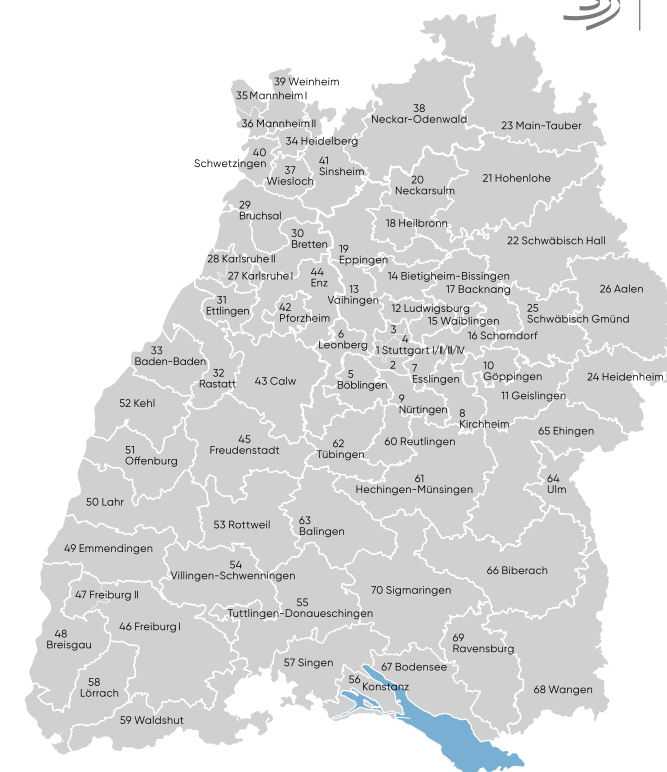 39 Weinheim
35 Mannheim I
38
Neckar-Odenwald
36 Mannheim II
23 Main-Tauber
34 Heidelberg
40
Schwetzingen
41
Sinsheim
37
Wiesloch
20
Neckarsulm
21 Hohenlohe
29
Bruchsal
18 Heilbronn
30
Bretten
22 Schwäbisch Hall
19
Eppingen
28 Karlsruhe II
27 Karlsruhe I
44
Enz
14 Bietigheim-Bissingen
17 Backnang
13
Vaihingen
26 Aalen
31
Ettlingen
42
Pforzheim
12 Ludwigsburg
15 Waiblingen
25
Schwäbisch Gmünd
16 Schorndorf
6
Leonberg
3
4
1 Stuttgart I/II/III/IV
2
33
Baden-Baden
32
Rastatt
43 Calw
5
Böblingen
7
Esslingen
10
Göppingen
24 Heidenheim
11 Geislingen
9
Nürtingen
8
Kirchheim
52 Kehl
65 Ehingen
51
Offenburg
45
Freudenstadt
62
Tübingen
60 Reutlingen
61
Hechingen-Münsingen
64
Ulm
50 Lahr
53 Rottweil
63
Balingen
49 Emmendingen
54
Villingen-Schwenningen
66 Biberach
70 Sigmaringen
47 Freiburg II
55
Tuttlingen-Donaueschingen
46 Freiburg I
48
Breisgau
69
Ravensburg
57 Singen
67 Bodensee
56
Konstanz
58
Lörrach
68 Wangen
59 Waldshut